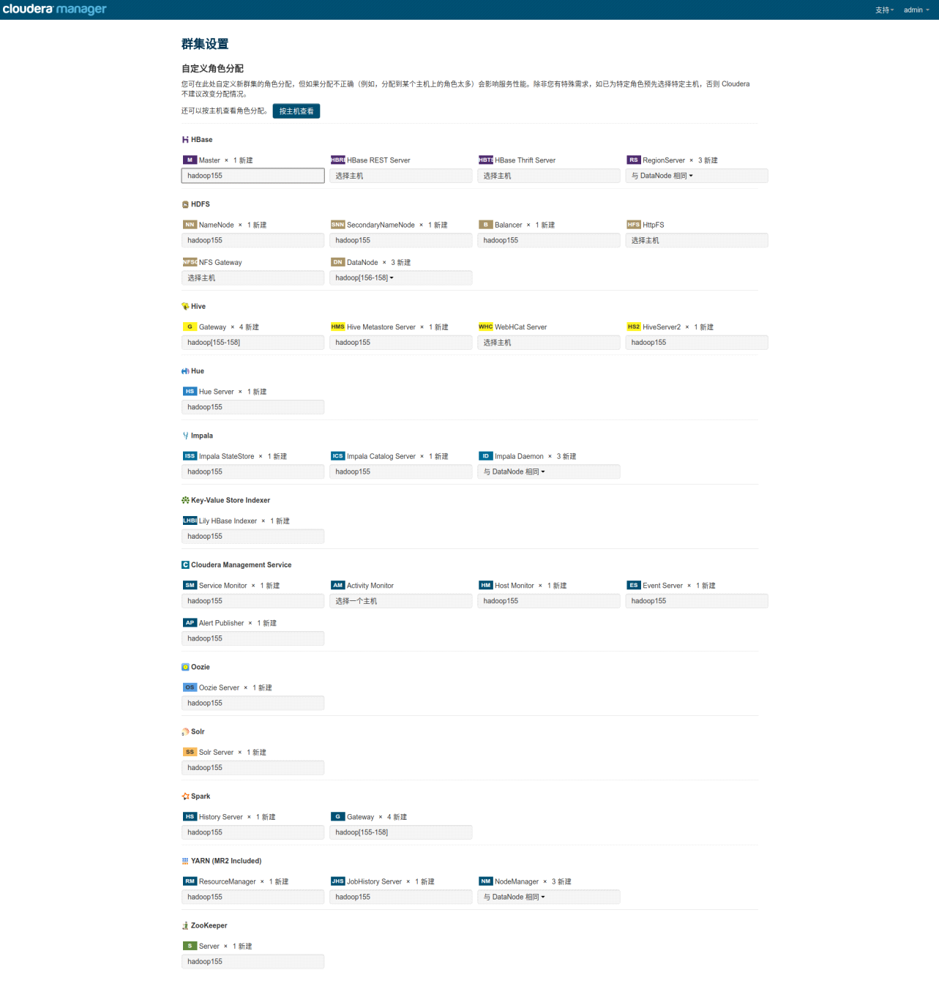 cloudera manager
支持 admin
群集设置
自定义角色分配
您可在此处自定义新群集的角色分配，但如果分配不正确（例如，分配到某个主机上的角色太多）会影响服务性能。除非您有特殊需求，如已为特定角色预先选择特定主机，否则 Cloudera
不建议改变分配情况。
还可以按主机查看角色分配。 按主机查看
HBase
M Master × 1 新建 HBRE HBase REST Server HBTS HBase Thrift Server RS RegionServer × 3 新建
hadoop155 选择主机 选择主机 与 DataNode 相同
HDFS
NN NameNode × 1 新建 SNN SecondaryNameNode × 1 新建 B Balancer × 1 新建 HFS HttpFS
hadoop155 hadoop155 hadoop155 选择主机
NFSG NFS Gateway DN DataNode × 3 新建
选择主机 hadoop[156-158]
Hive
G Gateway × 4 新建 HMS Hive Metastore Server × 1 新建 WHC WebHCat Server HS2 HiveServer2 × 1 新建
hadoop[155-158] hadoop155 选择主机 hadoop155
Hue
HS Hue Server × 1 新建
hadoop155
Impala
ISS Impala StateStore × 1 新建 ICS Impala Catalog Server × 1 新建 ID Impala Daemon × 3 新建
hadoop155 hadoop155 与 DataNode 相同
Key-Value Store Indexer
LHBI Lily HBase Indexer × 1 新建
hadoop155
C Cloudera Management Service
SM Service Monitor × 1 新建 AM Activity Monitor HM Host Monitor × 1 新建 ES Event Server × 1 新建
hadoop155 选择一个主机 hadoop155 hadoop155
AP Alert Publisher × 1 新建
hadoop155
Oozie
OS Oozie Server × 1 新建
hadoop155
Solr
SS Solr Server × 1 新建
hadoop155
Spark
HS History Server × 1 新建 G Gateway × 4 新建
hadoop155 hadoop[155-158]
YARN (MR2 Included)
RM ResourceManager × 1 新建 JHS JobHistory Server × 1 新建 NM NodeManager × 3 新建
hadoop155 hadoop155 与 DataNode 相同
ZooKeeper
S Server × 1 新建
hadoop155